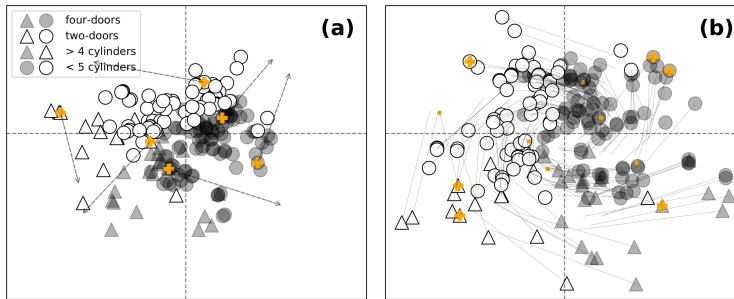 (a)
four-doors
two-doors
> 4 cylinders
< 5 cylinders
(b)